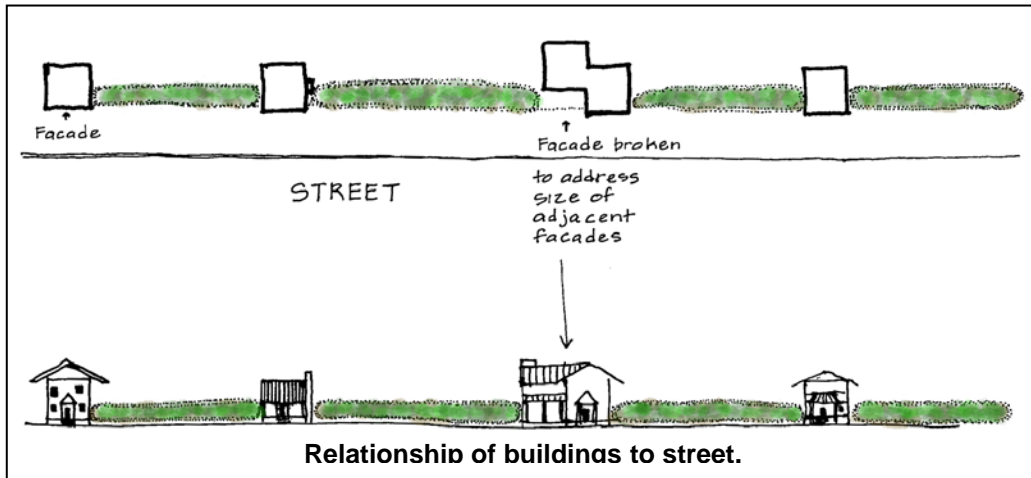 Facade
Facade broken
to address
size of
adjacent
facades
STREET
Relationship of buildings to street.